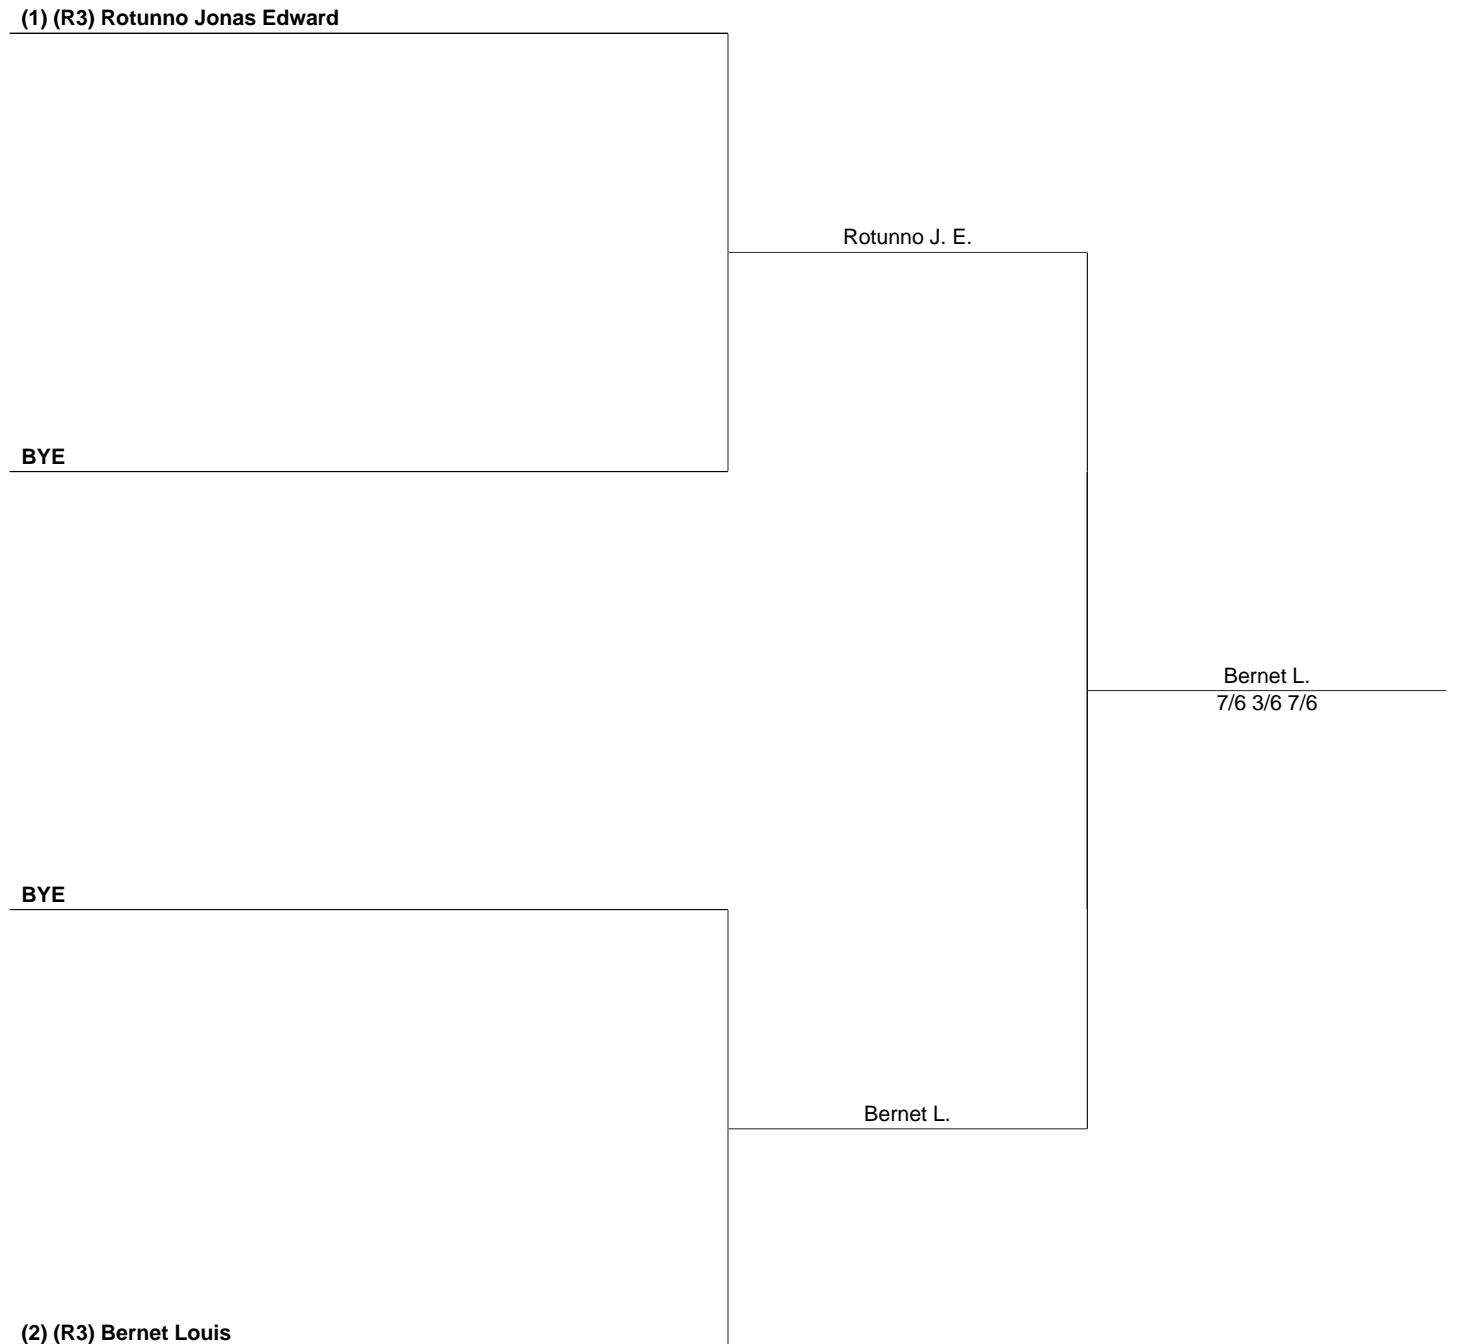 (1) (R3) Rotunno Jonas Edward
Rotunno J. E.
BYE
Bernet L.
7/6 3/6 7/6
BYE
Bernet L.
(2) (R3) Bernet Louis